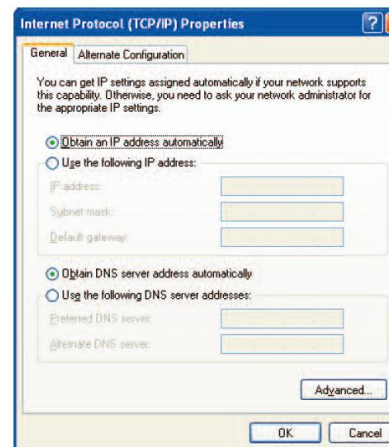 Internet Protocol (TCP/IP) Properties
?
General
Alternate Configuration
You can get IP settings assigned automatically if your network supports
this capability. Otherwise, you need to ask your network administrator for
the appropriate IP settings.
Obtain an IP address automatically
Use the following IP address:
IP address:
Subnet mask:
Default gateway:
Obtain DNS server address automatically
Use the following DNS server addresses:
Preferred DNS server:
Alternate DNS server:
Advanced...
OK
Cancel